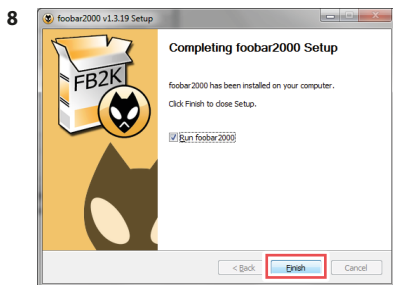 8
foobar2000 v1.3.19 Setup
Completing foobar2000 Setup
FB2K
foobar2000 has been installed on your computer.
Click Finish to close Setup.
Run foobar2000
< Back Finish Cancel